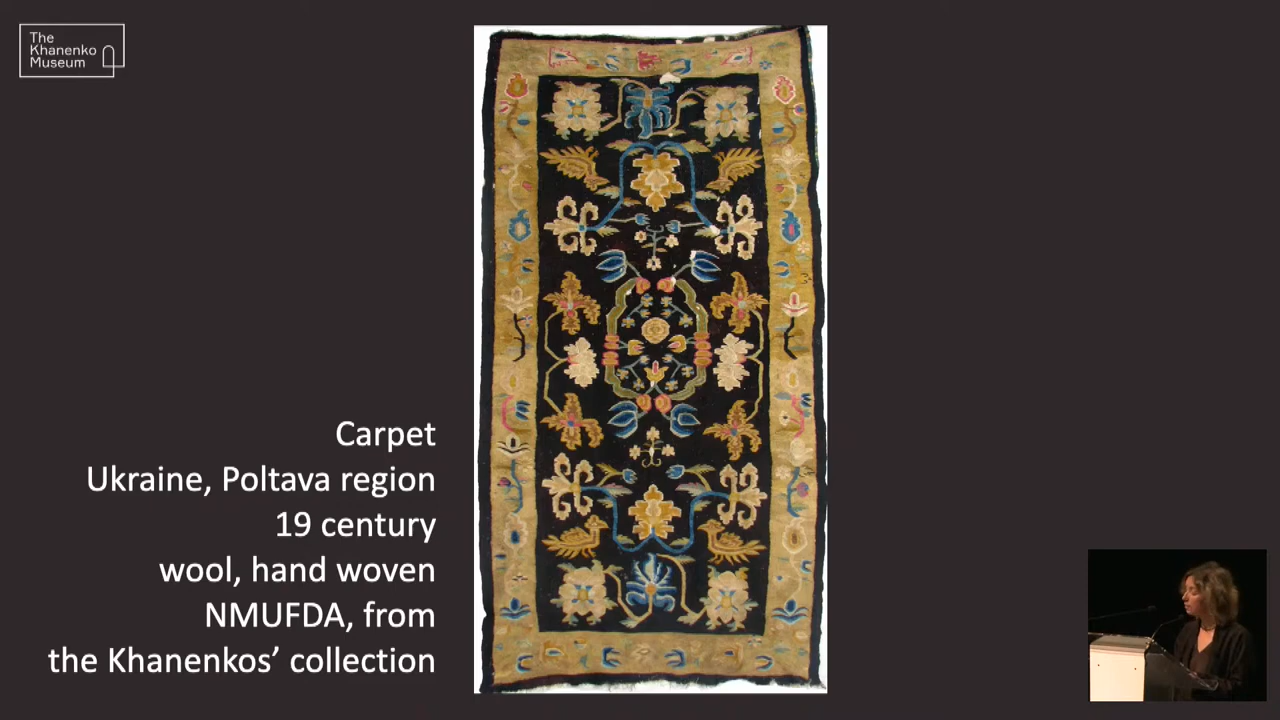 The
Khanenko
Museum
Carpet
Ukraine, Poltava region
19 century
wool, hand woven
NMUFDA, from
the Khanenkos’ collection